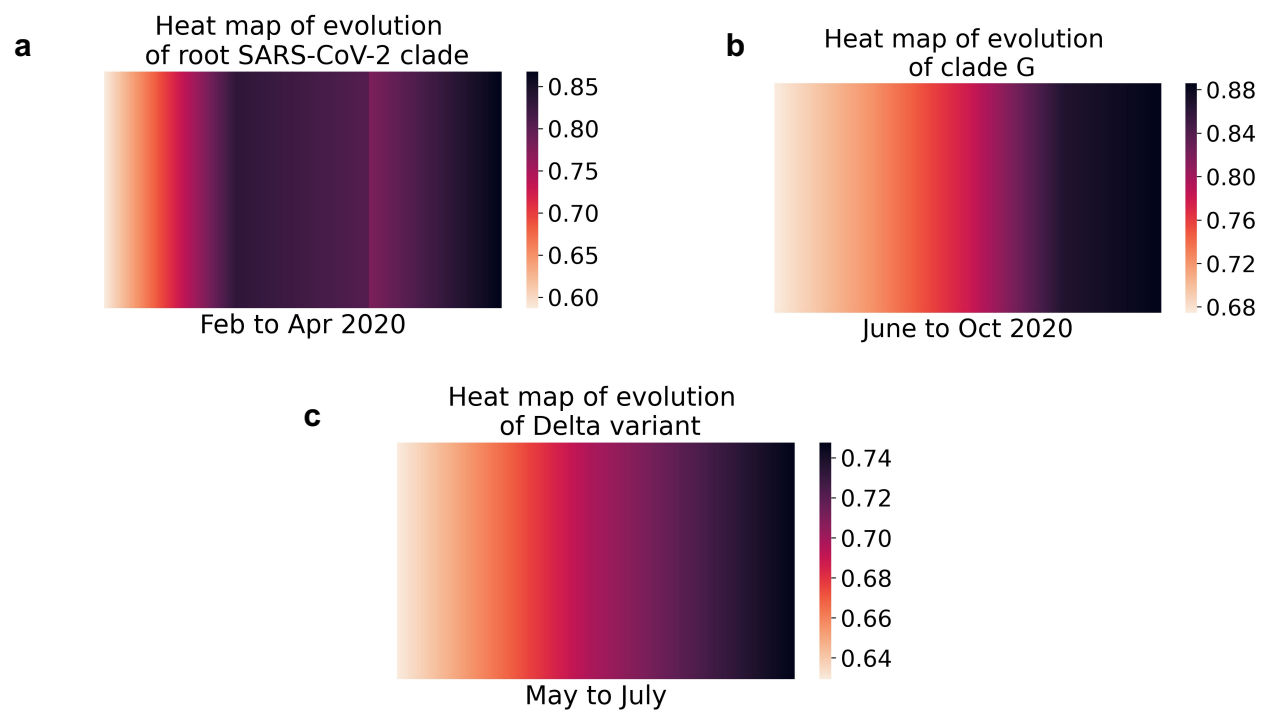 a
Heat map of evolution
of root SARS-CoV-2 clade
0.85
0.80
0.75
0.70
0.65
0.60
Feb to Apr 2020
b
Heat map of evolution
of clade G
0.88
0.84
0.80
0.76
0.72
0.68
June to Oct 2020
c
Heat map of evolution
of Delta variant
0.74
0.72
0.70
0.68
0.66
0.64
May to July